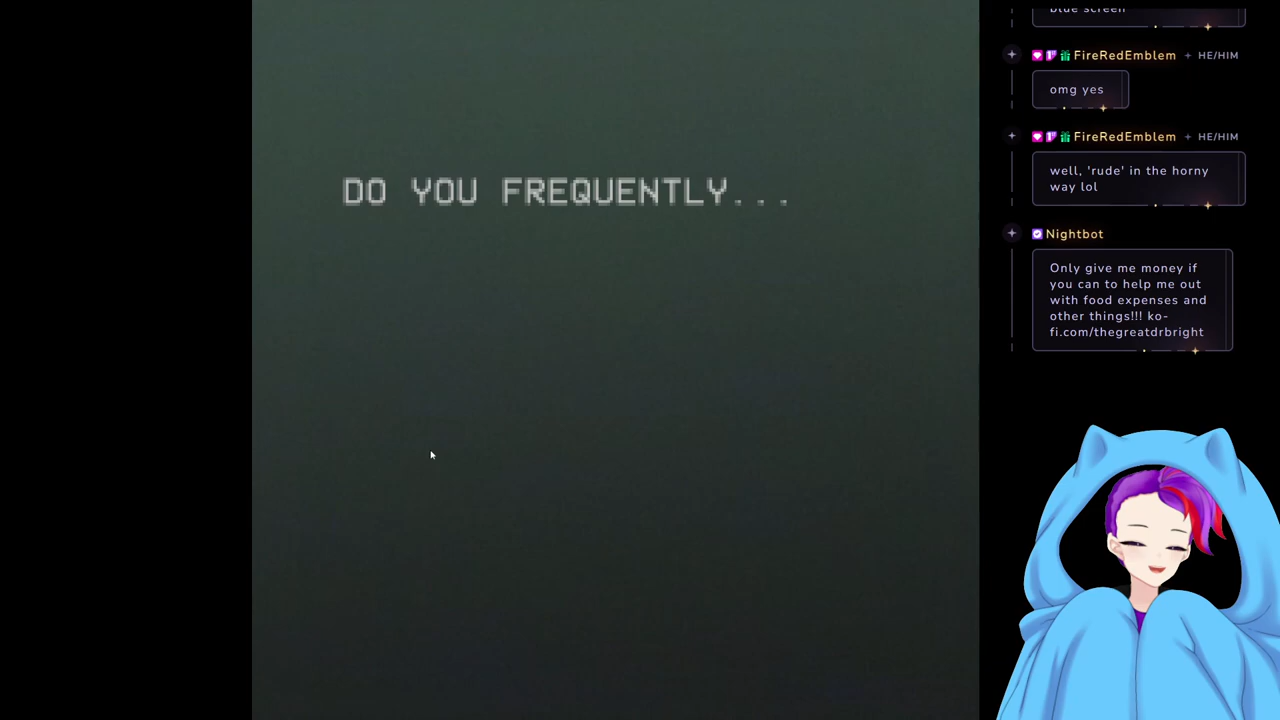 blue screen
FireRedEmblem HE/HIM
omg yes
FireRedEmblem HE/HIM
well, 'rude' in the horny
way lol
Nightbot
Only give me money if
you can to help me out
with food expenses and
other things!!! ko-
fi.com/thegreatdrbright
DO YOU FREQUENTLY...